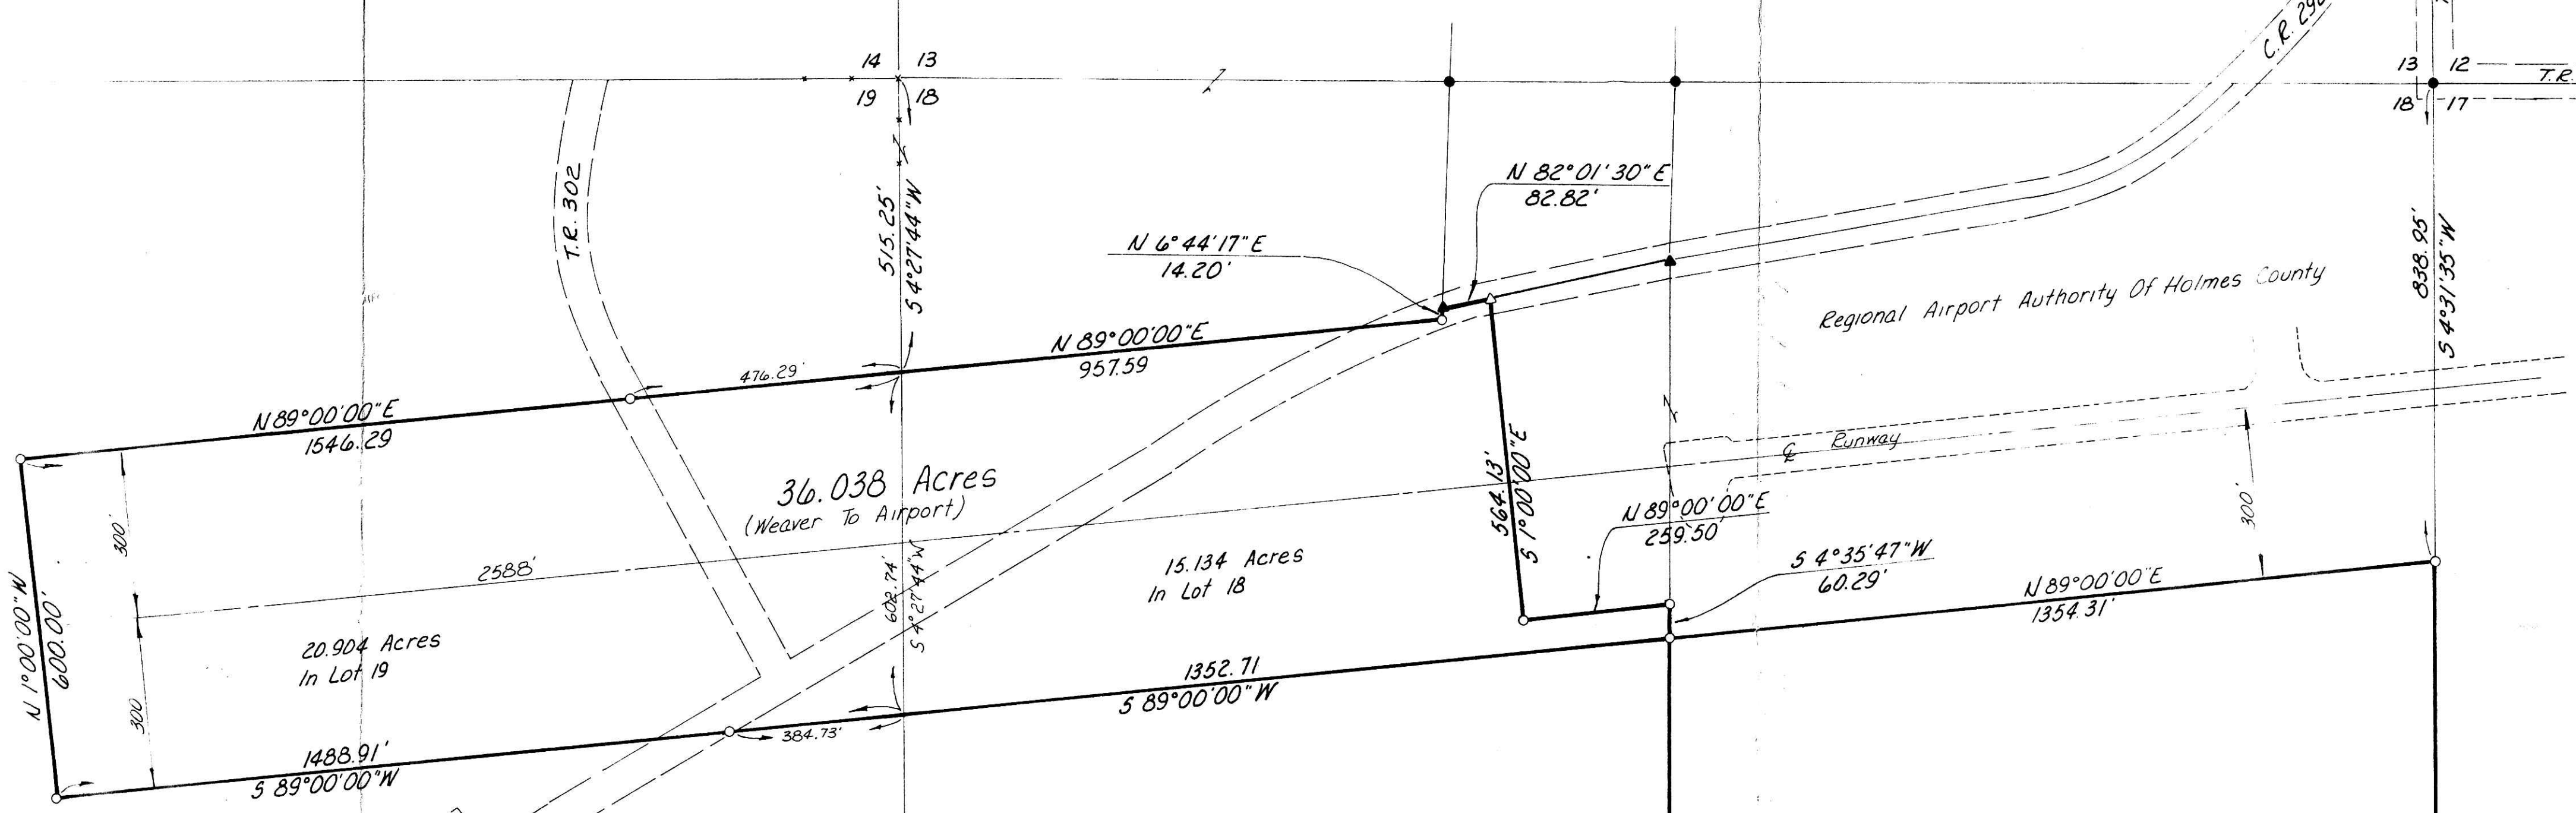 14 13
19 18
13 12
18 17
T.R.
C.R. 298
T.R. 302
515.25'
S 4°27'44"W
N 82°01'30"E
82.82'
N 6°44'17"E
14.20'
838.95'
S 4°31'35"W
Regional Airport Authority Of Holmes County
N 89°00'00"E
957.59
476.29'
N 89°00'00"E
1546.29
℄ Runway
36.038 Acres
(Weaver To Airport)
564.13'
S 1°00'00"E
N 89°00'00"E
259.50'
300'
300'
S 4°35'47"W
60.29'
2588'
15.134 Acres
In Lot 18
602.74'
S 4°27'44"W
N 89°00'00"E
1354.31'
N 1°00'00"W
600.00'
20.904 Acres
In Lot 19
300'
1352.71
S 89°00'00"W
384.73'
1488.91'
S 89°00'00"W